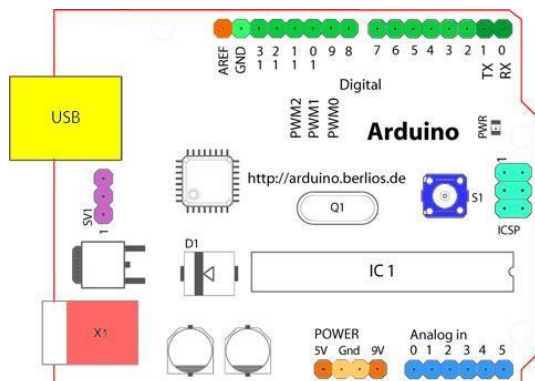 AREF GND 13 12 11 10 9 8 7 6 5 4 3 2 1 0
TX RX
Digital
USB
PWM2 PWM1 PWM0
Arduino
PWR
http://arduino.berlios.de
1
SV1
1
Q1
S1
ICSP
D1
IC 1
X1
POWER
5V Gnd 9V
Analog in
0 1 2 3 4 5